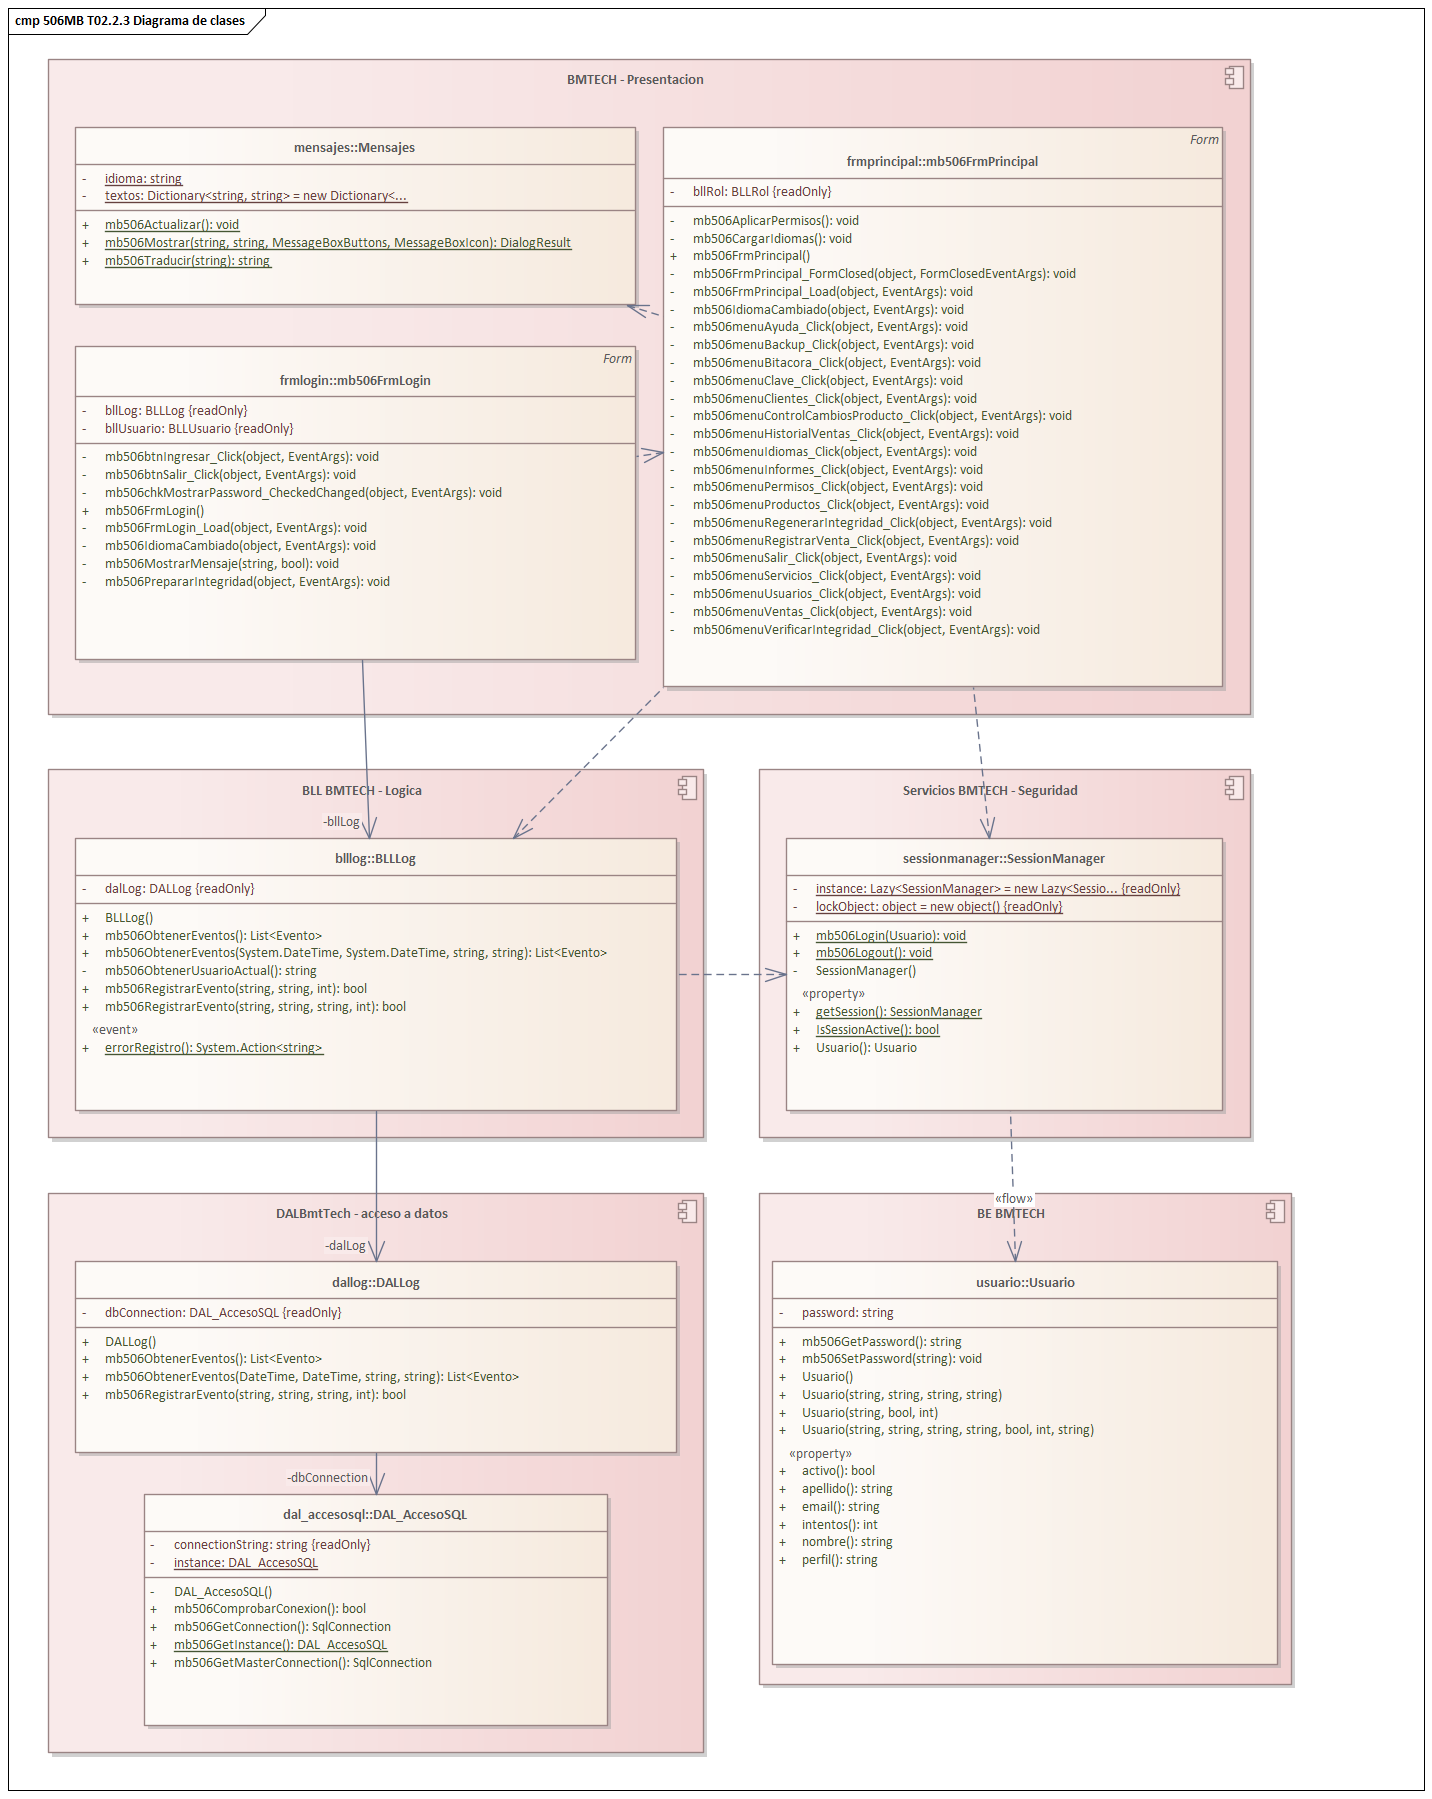 cmp 506MB T02.2.3 Diagrama de clases
BMTECH - Presentacion
mensajes::Mensajes
- idioma: string
- textos: Dictionary<string, string> = new Dictionary<...
+ mb506Actualizar(): void
+ mb506Mostrar(string, string, MessageBoxButtons, MessageBoxIcon): DialogResult
+ mb506Traducir(string): string
Form
frmprincipal::mb506FrmPrincipal
- bllRol: BLLRol {readOnly}
- mb506AplicarPermisos(): void
- mb506CargarIdiomas(): void
+ mb506FrmPrincipal()
- mb506FrmPrincipal_FormClosed(object, FormClosedEventArgs): void
- mb506FrmPrincipal_Load(object, EventArgs): void
- mb506IdiomaCambiado(object, EventArgs): void
- mb506menuAyuda_Click(object, EventArgs): void
- mb506menuBackup_Click(object, EventArgs): void
- mb506menuBitacora_Click(object, EventArgs): void
- mb506menuClave_Click(object, EventArgs): void
- mb506menuClientes_Click(object, EventArgs): void
- mb506menuControlCambiosProducto_Click(object, EventArgs): void
- mb506menuHistorialVentas_Click(object, EventArgs): void
- mb506menuIdiomas_Click(object, EventArgs): void
- mb506menuInformes_Click(object, EventArgs): void
- mb506menuPermisos_Click(object, EventArgs): void
- mb506menuProductos_Click(object, EventArgs): void
- mb506menuRegenerarIntegridad_Click(object, EventArgs): void
- mb506menuRegistrarVenta_Click(object, EventArgs): void
- mb506menuSalir_Click(object, EventArgs): void
- mb506menuServicios_Click(object, EventArgs): void
- mb506menuUsuarios_Click(object, EventArgs): void
- mb506menuVentas_Click(object, EventArgs): void
- mb506menuVerificarIntegridad_Click(object, EventArgs): void
Form
frmlogin::mb506FrmLogin
- bllLog: BLLLog {readOnly}
- bllUsuario: BLLUsuario {readOnly}
- mb506btnIngresar_Click(object, EventArgs): void
- mb506btnSalir_Click(object, EventArgs): void
- mb506chkMostrarPassword_CheckedChanged(object, EventArgs): void
+ mb506FrmLogin()
- mb506FrmLogin_Load(object, EventArgs): void
- mb506IdiomaCambiado(object, EventArgs): void
- mb506MostrarMensaje(string, bool): void
- mb506PrepararIntegridad(object, EventArgs): void
BLL BMTECH - Logica
-bllLog
blllog::BLLLog
- dalLog: DALLog {readOnly}
+ BLLLog()
+ mb506ObtenerEventos(): List<Evento>
+ mb506ObtenerEventos(System.DateTime, System.DateTime, string, string): List<Evento>
- mb506ObtenerUsuarioActual(): string
+ mb506RegistrarEvento(string, string, int): bool
+ mb506RegistrarEvento(string, string, string, int): bool
«event»
+ errorRegistro(): System.Action<string>
Servicios BMTECH - Seguridad
sessionmanager::SessionManager
- instance: Lazy<SessionManager> = new Lazy<Sessio... {readOnly}
- lockObject: object = new object() {readOnly}
+ mb506Login(Usuario): void
+ mb506Logout(): void
- SessionManager()
«property»
+ getSession(): SessionManager
+ IsSessionActive(): bool
+ Usuario(): Usuario
DALBmtTech - acceso a datos
-dalLog
dallog::DALLog
- dbConnection: DAL_AccesoSQL {readOnly}
+ DALLog()
+ mb506ObtenerEventos(): List<Evento>
+ mb506ObtenerEventos(DateTime, DateTime, string, string): List<Evento>
+ mb506RegistrarEvento(string, string, string, int): bool
-dbConnection
dal_accesosql::DAL_AccesoSQL
- connectionString: string {readOnly}
- instance: DAL_AccesoSQL
- DAL_AccesoSQL()
+ mb506ComprobarConexion(): bool
+ mb506GetConnection(): SqlConnection
+ mb506GetInstance(): DAL_AccesoSQL
+ mb506GetMasterConnection(): SqlConnection
«flow»
BE BMTECH
usuario::Usuario
- password: string
+ mb506GetPassword(): string
+ mb506SetPassword(string): void
+ Usuario()
+ Usuario(string, string, string, string)
+ Usuario(string, bool, int)
+ Usuario(string, string, string, string, bool, int, string)
«property»
+ activo(): bool
+ apellido(): string
+ email(): string
+ intentos(): int
+ nombre(): string
+ perfil(): string